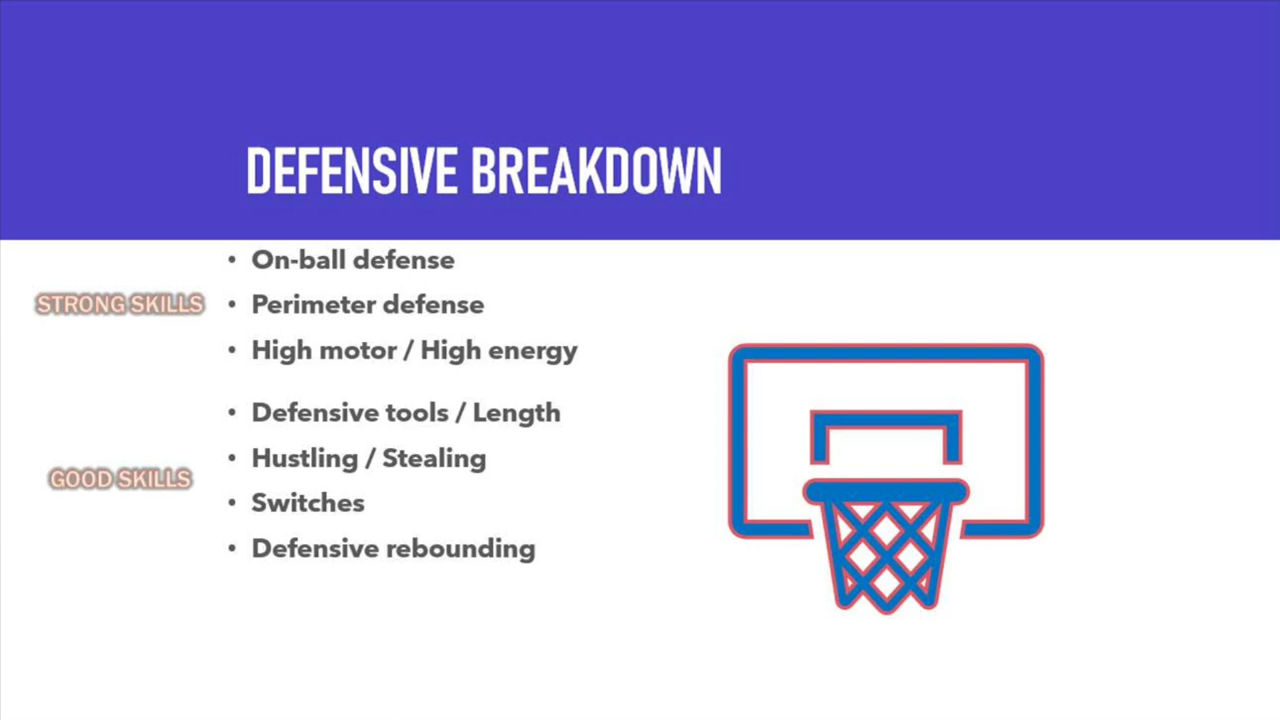 DEFENSIVE BREAKDOWN
STRONG SKILLS
• On-ball defense
• Perimeter defense
• High motor / High energy
GOOD SKILLS
• Defensive tools / Length
• Hustling / Stealing
• Switches
• Defensive rebounding